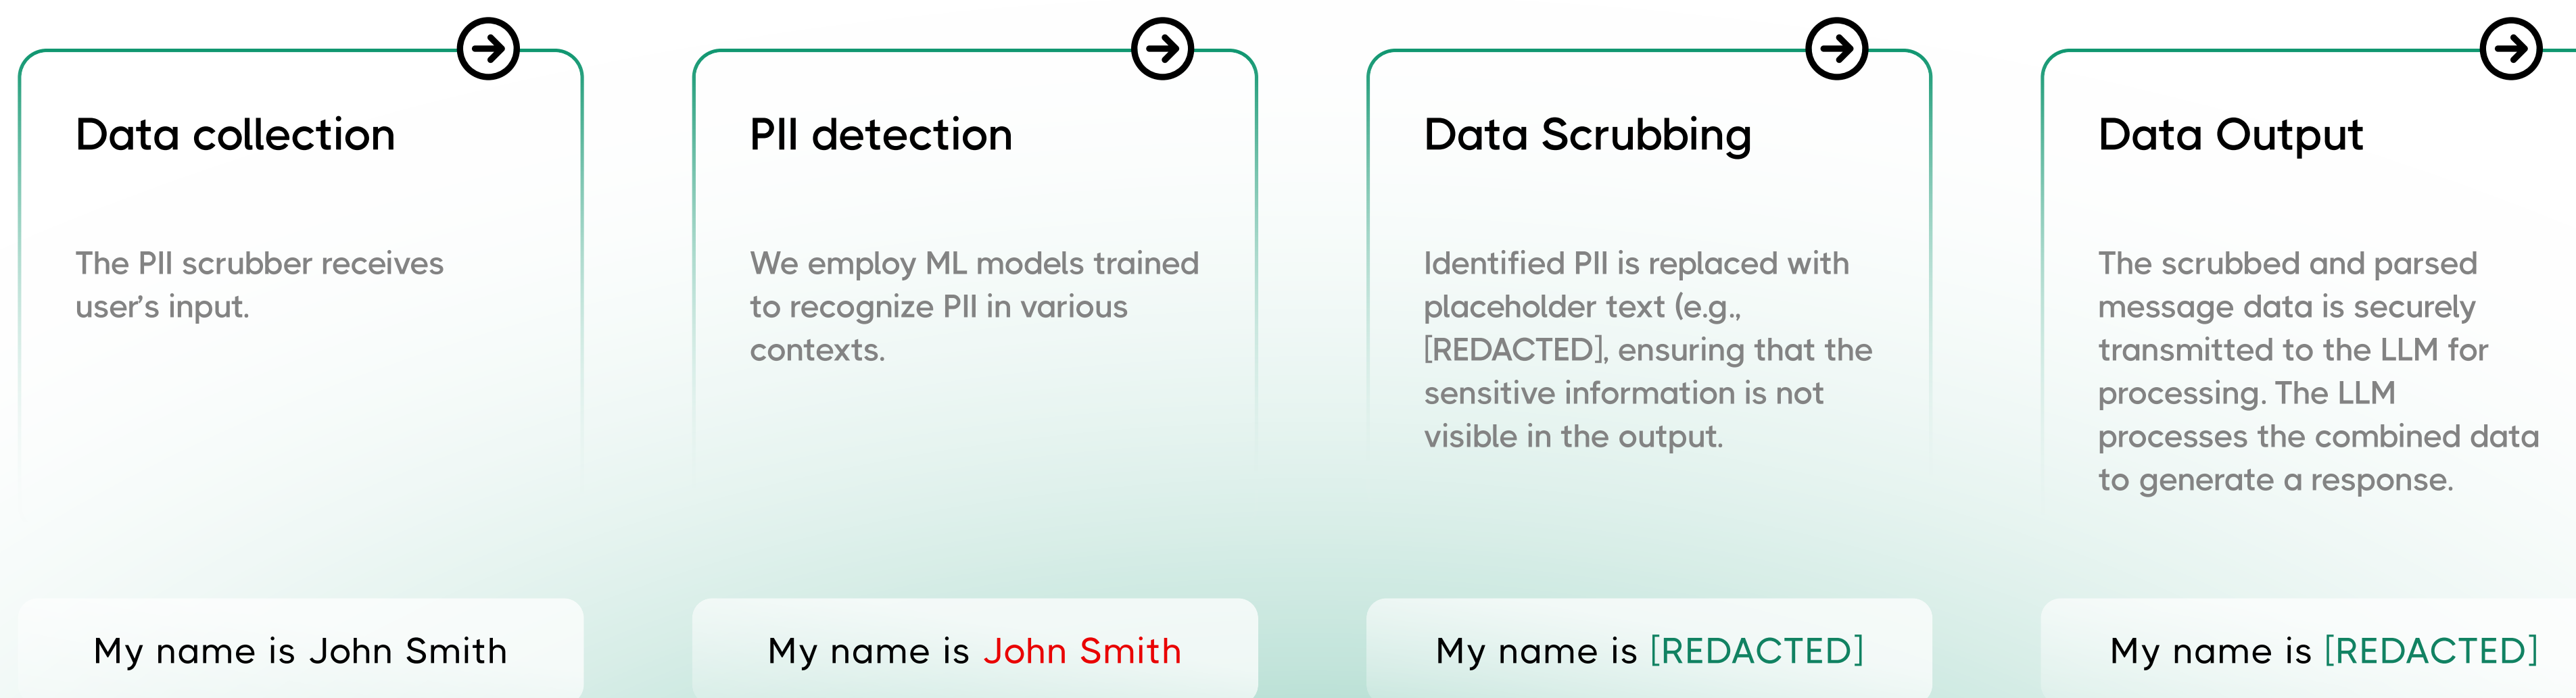 Data collection
The PII scrubber receives
user's input.
My name is John Smith
PII detection
We employ ML models trained
to recognize PII in various
contexts.
My name is John Smith
Data Scrubbing
Identified PII is replaced with
placeholder text (e.g.,
[REDACTED], ensuring that the
sensitive information is not
visible in the output.
My name is [REDACTED]
Data Output
The scrubbed and parsed
message data is securely
transmitted to the LLM for
processing. The LLM
processes the combined data
to generate a response.
My name is [REDACTED]